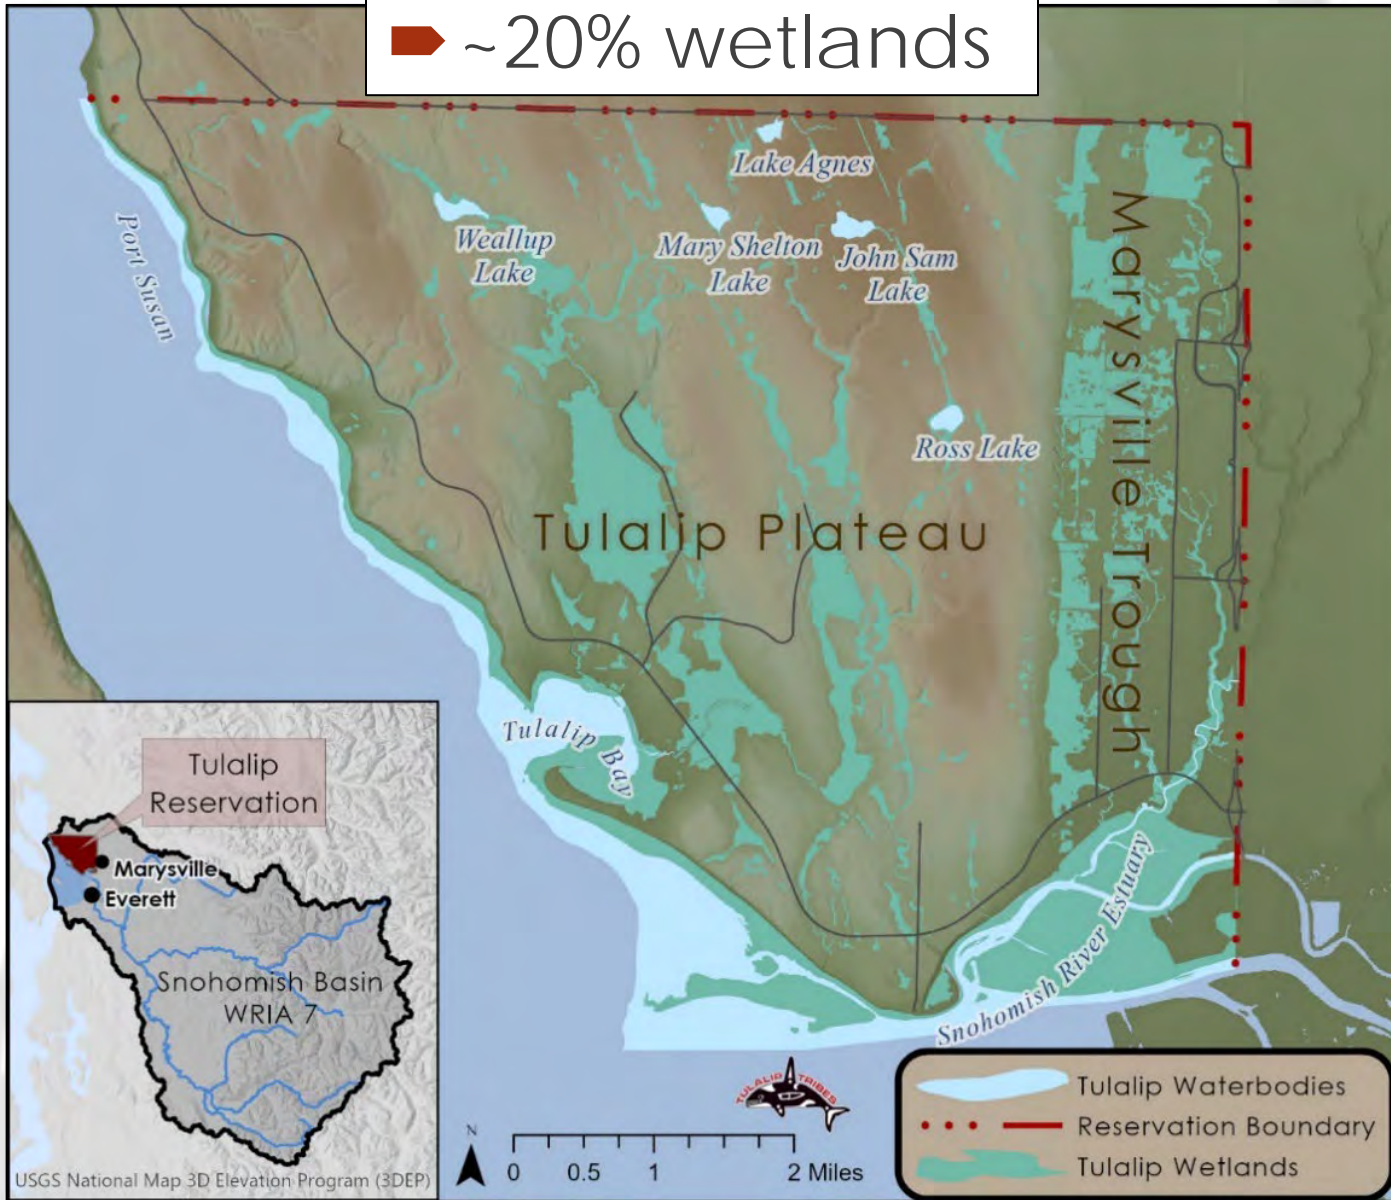 ~20% wetlands
Lake Agnes
Port Susan
Weallup
Lake
Mary Shelton
Lake
John Sam
Lake
Marysville Trough
Ross Lake
Tulalip Plateau
Tulalip Bay
Tulalip
Reservation
Marysville
Everett
Snohomish Basin
WRIA 7
Snohomish River Estuary
USGS National Map 3D Elevation Program (3DEP)
TULALIP TRIBES
N
0 0.5 1 2 Miles
Tulalip Waterbodies
Reservation Boundary
Tulalip Wetlands